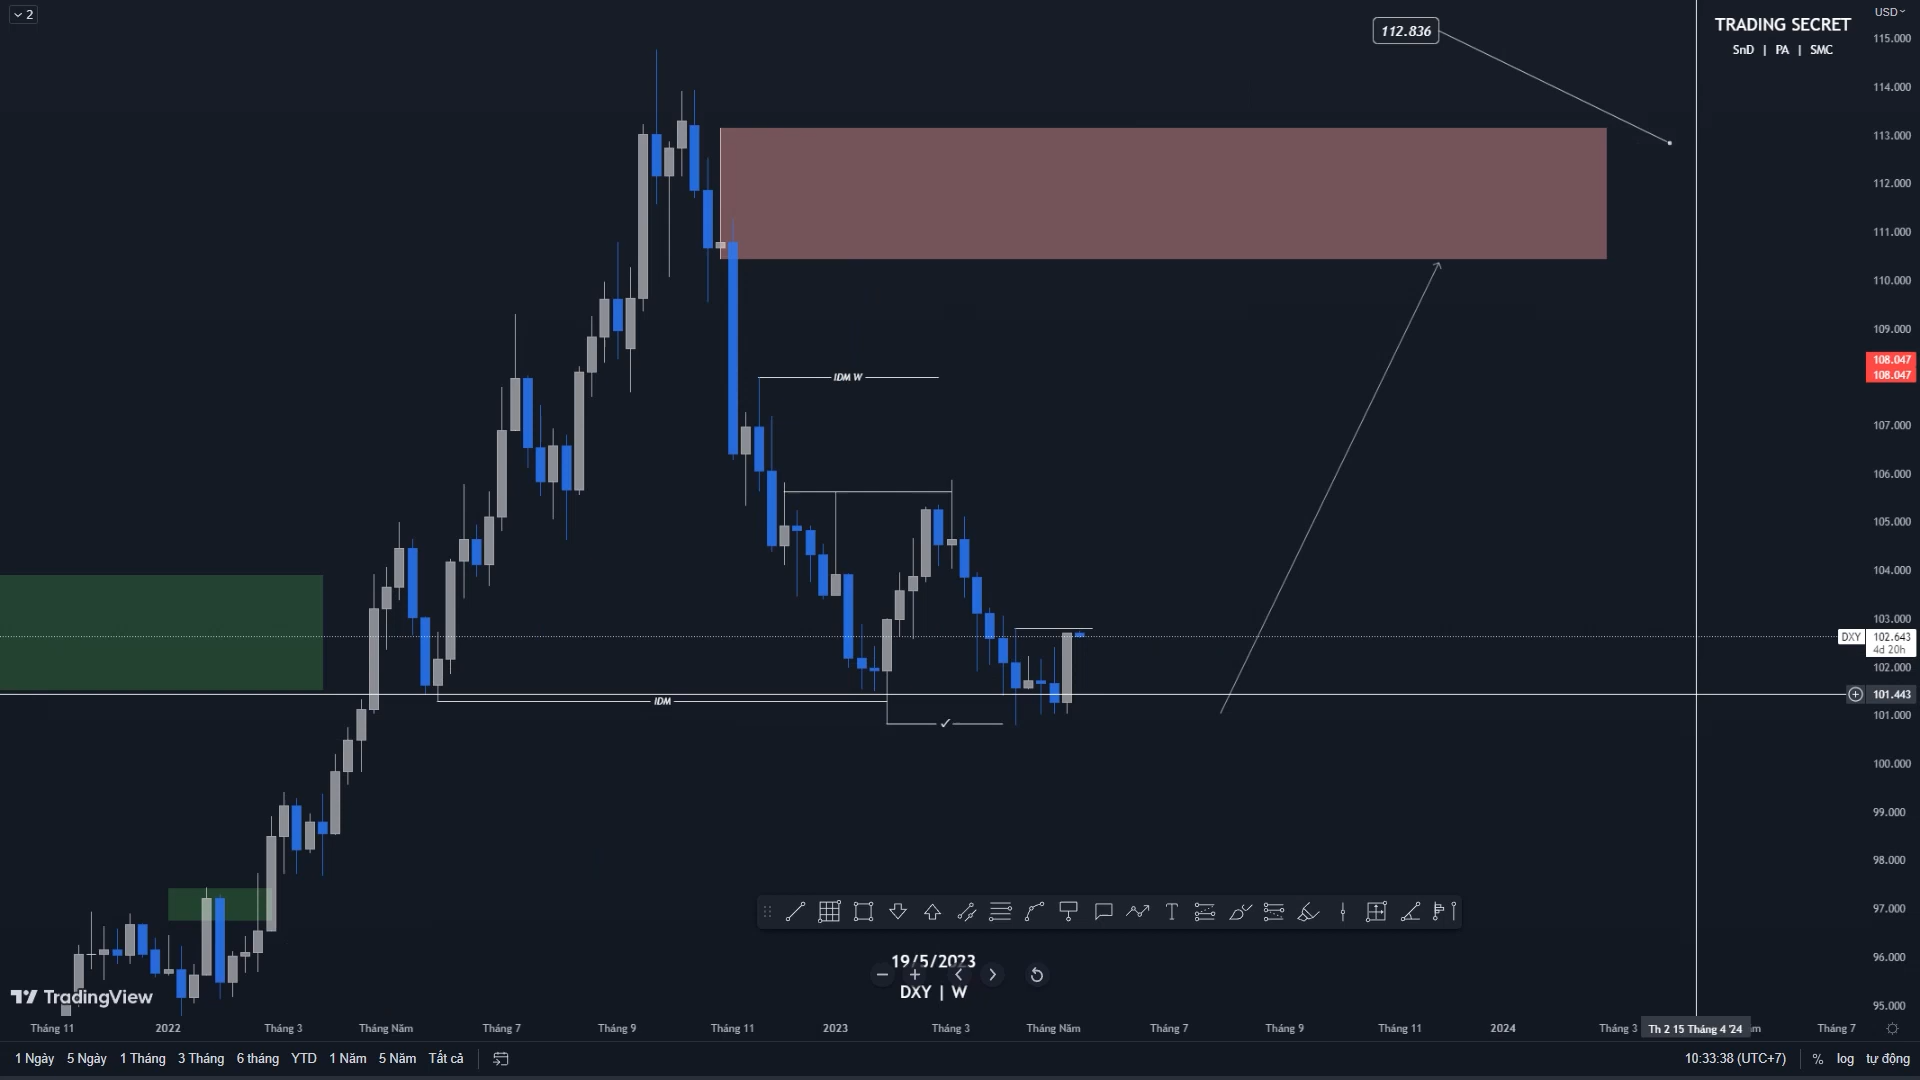 2
112.836
USD
TRADING SECRET
SnD | PA | SMC
115.000
114.000
113.000
112.000
111.000
110.000
109.000
108.047
108.047
107.000
106.000
105.000
104.000
103.000
DXY 102.643
4d 20h
102.000
101.443
101.000
100.000
99.000
98.000
97.000
96.000
95.000
IDM W
IDM
19/5/2023
DXY | W
TradingView
Tháng 11 2022 Tháng 3 Tháng Năm Tháng 7 Tháng 9 Tháng 11 2023 Tháng 3 Tháng Năm Tháng 7 Tháng 9 Tháng 11 2024 Tháng 3 Th 2 15 Tháng 4 '24 Tháng 7
1 Ngày 5 Ngày 1 Tháng 3 Tháng 6 tháng YTD 1 Năm 5 Năm Tất cả 10:33:38 (UTC+7) % log tự động